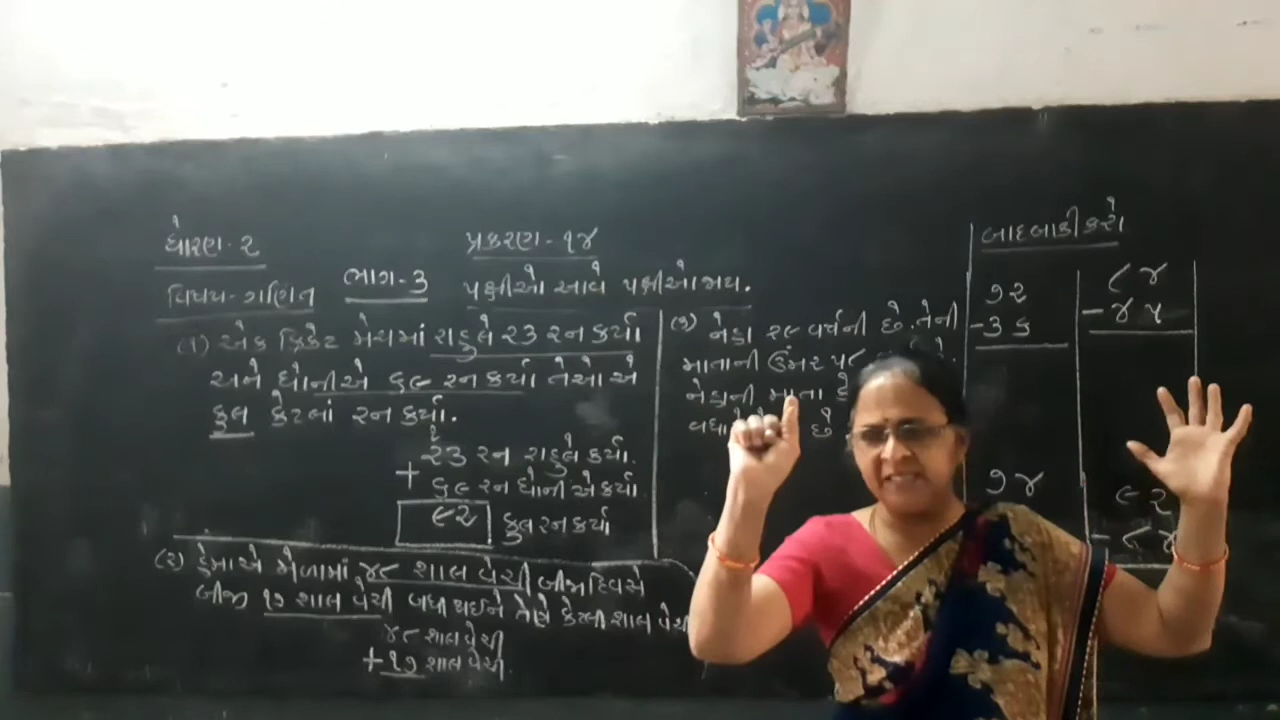 ધોરણ - ૨
પ્રકરણ - ૧૪
વિષય - ગણિત
ભાગ - ૩
પક્ષીઓ આવે પક્ષીઓ જાય.
(૧) એક ક્રિકેટ મેચમાં રાહુલે ૨૩ રન કર્યા
અને ધોનીએ ૬૯ રન કર્યા તેઓએ
કુલ કેટલાં રન કર્યા.
૧
૨૩ રન રાહુલે કર્યા.
+ ૬૯ રન ધોનીએ કર્યા
૯૨ કુલ રન કર્યા
(૨) હેમાએ મેળામાં ૪૮ શાલ વેચી બીજા દિવસે
બીજી ૧૭ શાલ વેચી બધી થઈને તેણે કેટલી શાલ વેચી
૪૮ શાલ વેચી
+ ૧૭ શાલ વેચી.
નેહા ૨૯ વર્ષની છે. તેની
માતાની ઉંમર ૫૮
નેહાની માતા
છે
બાદબાકી કરો
૭૨
- ૩૬
૮૪
- ૪૫
૭૪
૯૨